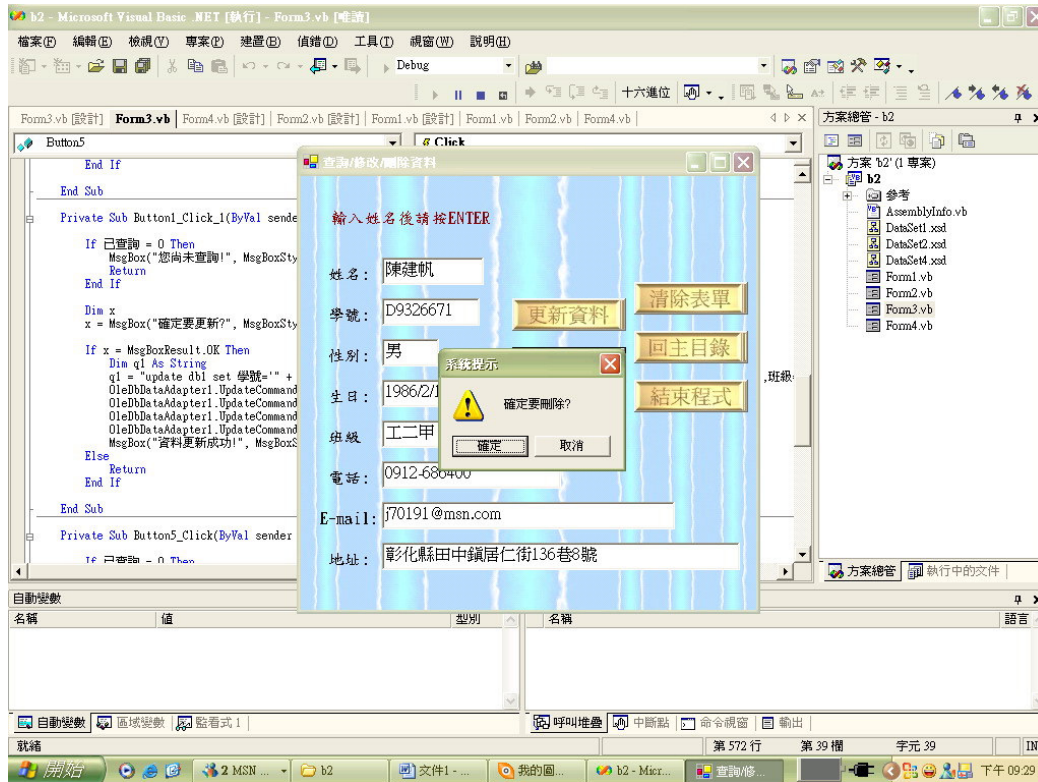 b2 - Microsoft Visual Basic .NET [執行] - Form3.vb [唯讀]
檔案(F) 編輯(E) 檢視(V) 專案(P) 建置(B) 偵錯(D) 工具(T) 視窗(W) 說明(H)
Debug
十六進位
Form3.vb [設計] Form3.vb Form4.vb [設計] Form2.vb [設計] Form1.vb [設計] Form1.vb Form2.vb Form4.vb
方案總管 - b2
Button5 Click
End If
End Sub
Private Sub Button1_Click_1(ByVal sende
If 已查詢 = 0 Then
MsgBox("您尚未查詢!", MsgBoxSty
Return
End If
Dim x
x = MsgBox("確定要更新?", MsgBoxSty
If x = MsgBoxResult.OK Then
Dim q1 As String
q1 = "update db1 set 學號='" +
,班級
OleDbDataAdapter1.UpdateCommand
OleDbDataAdapter1.UpdateCommand
OleDbDataAdapter1.UpdateCommand
OleDbDataAdapter1.UpdateCommand
MsgBox("資料更新成功!", MsgBoxS
Else
Return
End If
End Sub
Private Sub Button5_Click(ByVal sender
If 已查詢 = 0 Then
查詢/修改/刪除資料
輸入姓名後請按ENTER
姓名: 陳建帆
學號: D9326671
性別: 男
生日: 1986/2/1
班級 工二甲
電話: 0912-686400
E-mail: j70191@msn.com
地址: 彰化縣田中鎮居仁街136巷8號
更新資料
清除表單
回主目錄
結束程式
系統提示
確定要刪除?
確定 取消
方案 'b2' (1 專案)
b2
參考
AssemblyInfo.vb
DataSet1.xsd
DataSet2.xsd
DataSet4.xsd
Form1.vb
Form2.vb
Form3.vb
Form4.vb
方案總管 執行中的文件
自動變數
名稱 值 型別
名稱 語言
自動變數 區域變數 監看式 1
呼叫堆疊 中斷點 命令視窗 輸出
就緒 第 572 行 第 39 欄 字元 39 IN
開始 2 MSN ... b2 文件1 - ... 我的圖... b2 - Micr... 查詢/修... 下午 09:29